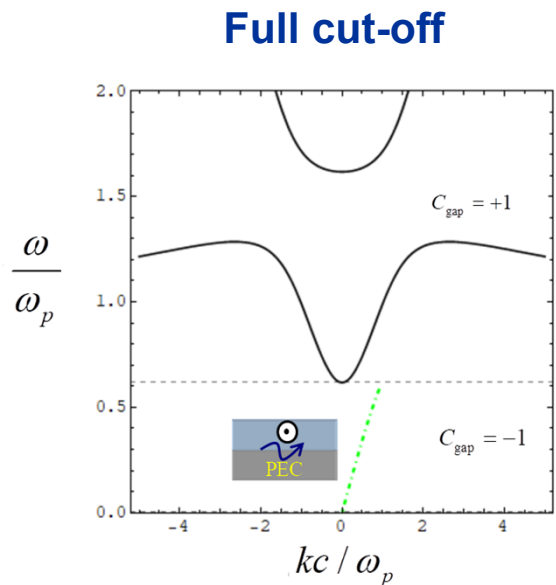 Full cut-off
2.0
1.5
1.0
0.5
0.0
ω
ω_p
C_gap = +1
C_gap = −1
PEC
-4 -2 0 2 4
kc / ω_p